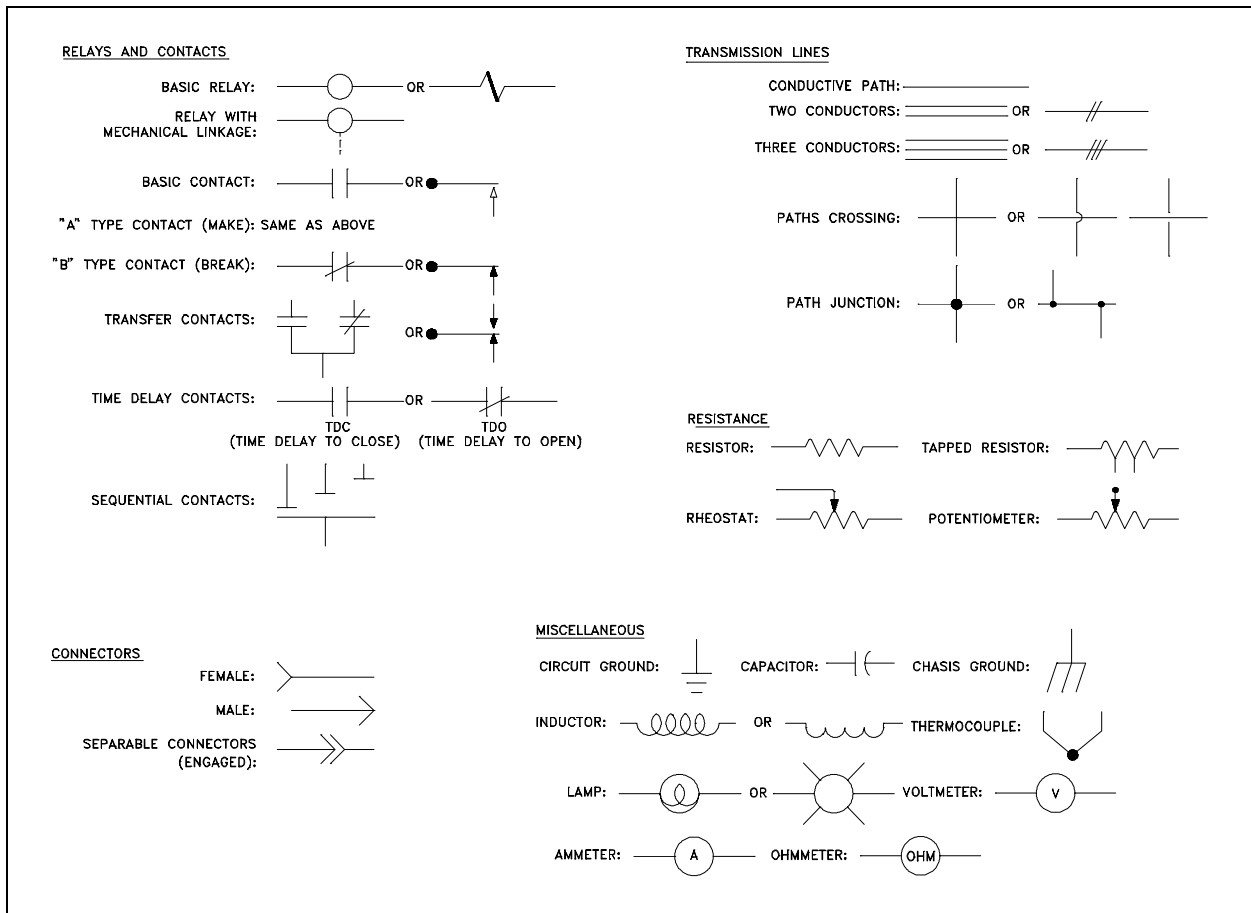 RELAYS AND CONTACTS
BASIC RELAY:
OR
RELAY WITH
MECHANICAL LINKAGE:
BASIC CONTACT:
OR
"A" TYPE CONTACT (MAKE): SAME AS ABOVE
"B" TYPE CONTACT (BREAK):
OR
TRANSFER CONTACTS:
OR
TIME DELAY CONTACTS:
OR
TDC
(TIME DELAY TO CLOSE)
TDO
(TIME DELAY TO OPEN)
SEQUENTIAL CONTACTS:
TRANSMISSION LINES
CONDUCTIVE PATH:
TWO CONDUCTORS:
OR
THREE CONDUCTORS:
OR
PATHS CROSSING:
OR
PATH JUNCTION:
OR
RESISTANCE
RESISTOR:
TAPPED RESISTOR:
RHEOSTAT:
POTENTIOMETER:
CONNECTORS
FEMALE:
MALE:
SEPARABLE CONNECTORS
(ENGAGED):
MISCELLANEOUS
CIRCUIT GROUND:
CAPACITOR:
CHASIS GROUND:
INDUCTOR:
OR
THERMOCOUPLE:
LAMP:
OR
VOLTMETER:
V
AMMETER:
A
OHMMETER:
OHM